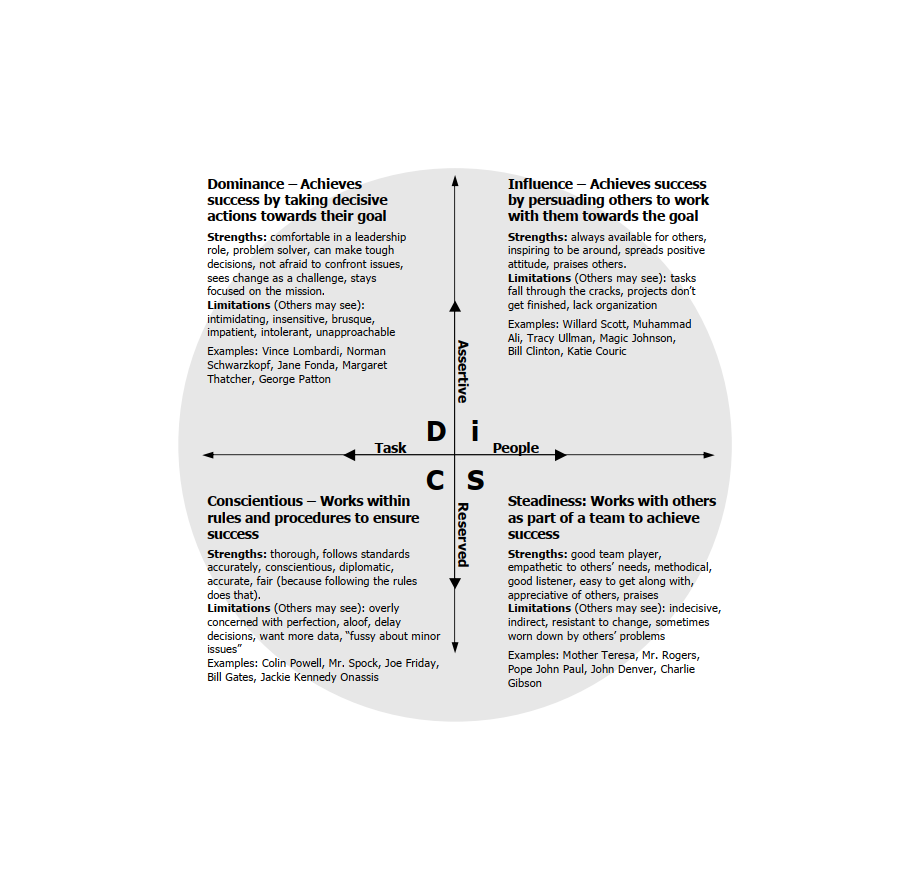 Dominance – Achieves
success by taking decisive
actions towards their goal
Strengths: comfortable in a leadership
role, problem solver, can make tough
decisions, not afraid to confront issues,
sees change as a challenge, stays
focused on the mission.
Limitations (Others may see):
intimidating, insensitive, brusque,
impatient, intolerant, unapproachable
Examples: Vince Lombardi, Norman
Schwarzkopf, Jane Fonda, Margaret
Thatcher, George Patton
Influence – Achieves success
by persuading others to work
with them towards the goal
Strengths: always available for others,
inspiring to be around, spreads positive
attitude, praises others.
Limitations (Others may see): tasks
fall through the cracks, projects don’t
get finished, lack organization
Examples: Willard Scott, Muhammad
Ali, Tracy Ullman, Magic Johnson,
Bill Clinton, Katie Couric
Assertive
D i
Task People
C S
Reserved
Conscientious – Works within
rules and procedures to ensure
success
Strengths: thorough, follows standards
accurately, conscientious, diplomatic,
accurate, fair (because following the rules
does that).
Limitations (Others may see): overly
concerned with perfection, aloof, delay
decisions, want more data, “fussy about minor
issues”
Examples: Colin Powell, Mr. Spock, Joe Friday,
Bill Gates, Jackie Kennedy Onassis
Steadiness: Works with others
as part of a team to achieve
success
Strengths: good team player,
empathetic to others’ needs, methodical,
good listener, easy to get along with,
appreciative of others, praises
Limitations (Others may see): indecisive,
indirect, resistant to change, sometimes
worn down by others’ problems
Examples: Mother Teresa, Mr. Rogers,
Pope John Paul, John Denver, Charlie
Gibson